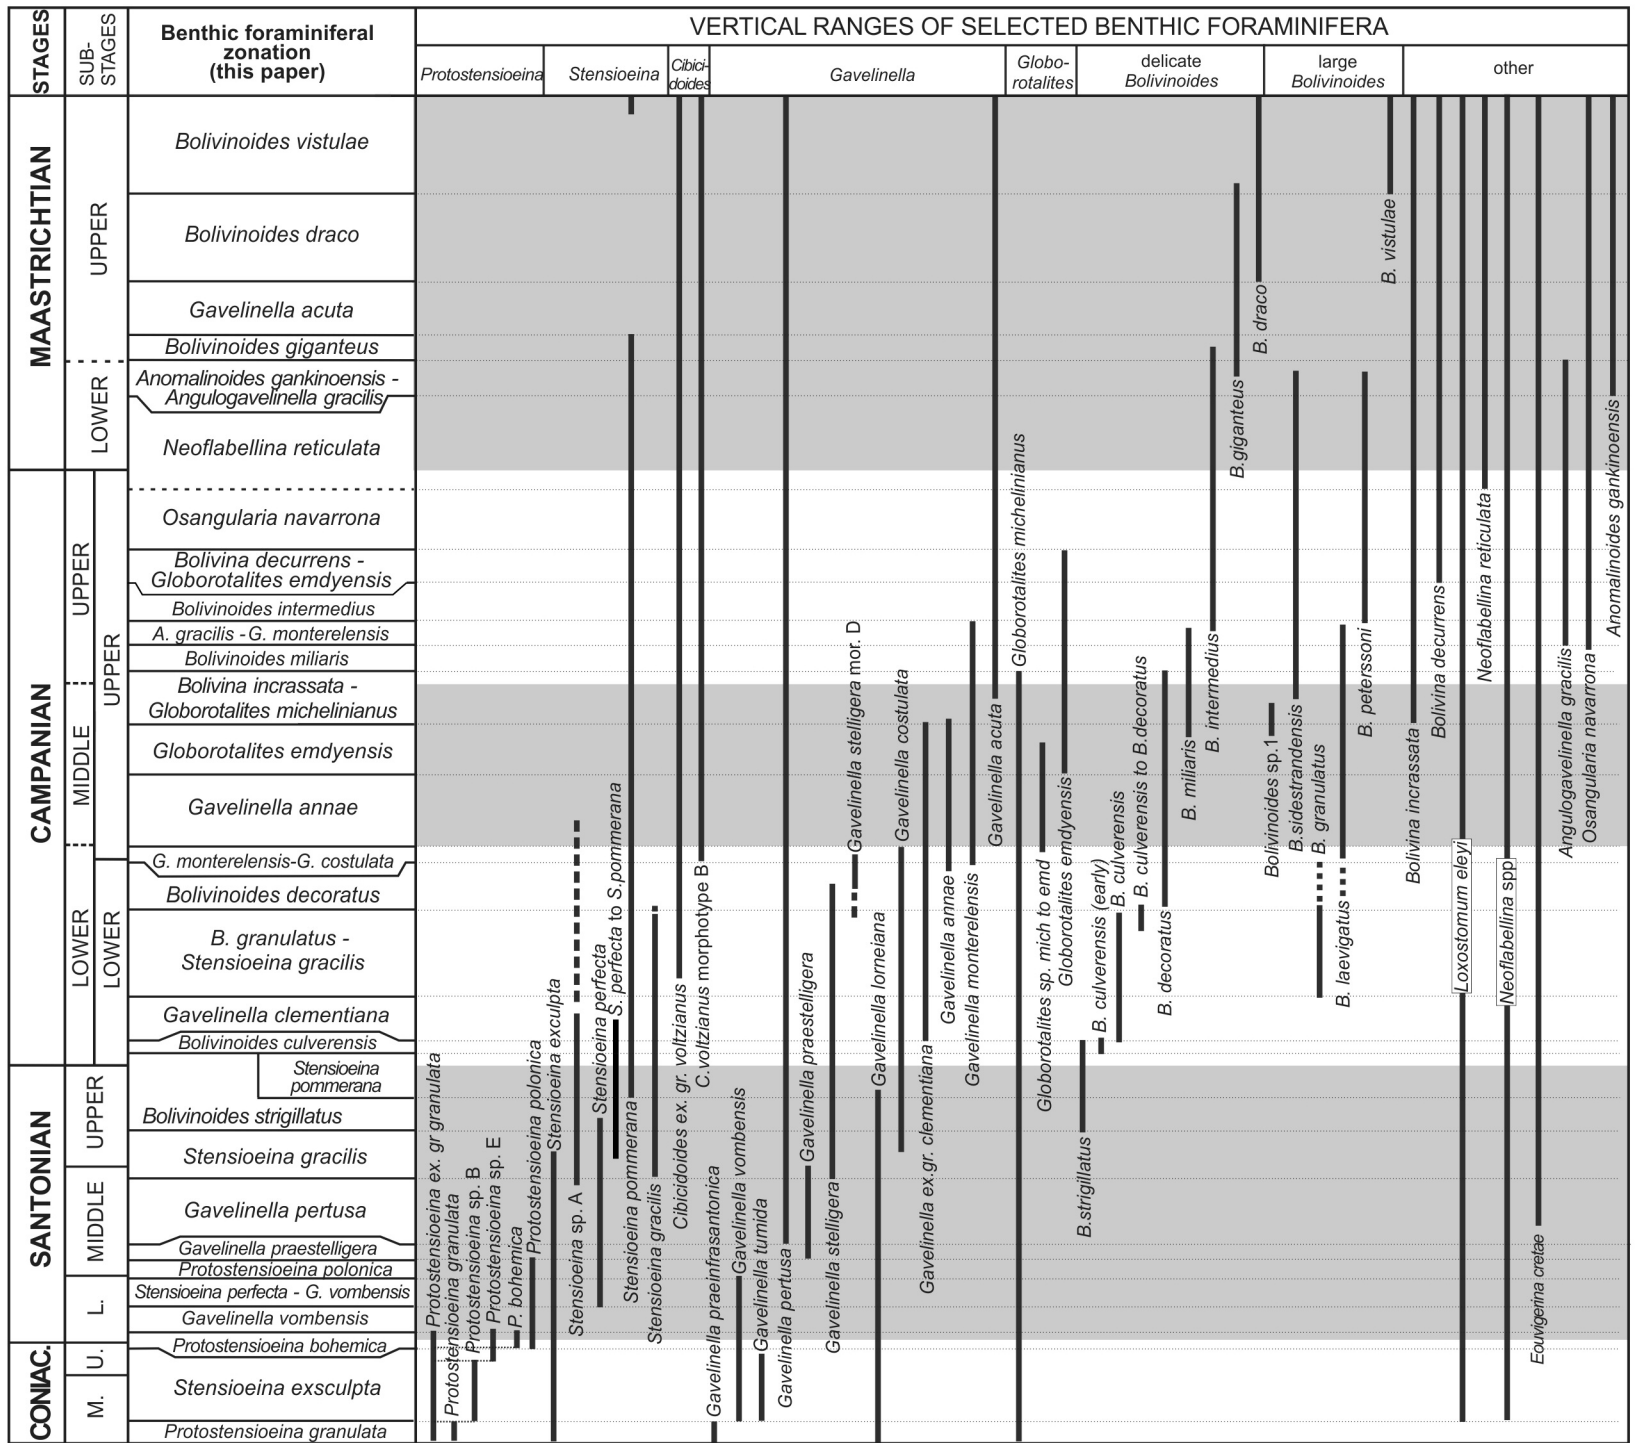 STAGES
SUB-
STAGES
Benthic foraminiferal
zonation
(this paper)
VERTICAL RANGES OF SELECTED BENTHIC FORAMINIFERA
Protostensioeina
Stensioeina
Cibici-
doides
Gavelinella
Globo-
rotalites
delicate
Bolivinoides
large
Bolivinoides
other
MAASTRICHTIAN
UPPER
LOWER
CAMPANIAN
UPPER
MIDDLE
LOWER
UPPER
LOWER
SANTONIAN
UPPER
MIDDLE
L.
CONIAC.
U.
M.
Bolivinoides vistulae
Bolivinoides draco
Gavelinella acuta
Bolivinoides giganteus
Anomalinoides gankinoensis -
Angulogavelinella gracilis
Neoflabellina reticulata
Osangularia navarrona
Bolivina decurrens -
Globorotalites emdyensis
Bolivinoides intermedius
A. gracilis - G. monterelensis
Bolivinoides miliaris
Bolivina incrassata -
Globorotalites michelinianus
Globorotalites emdyensis
Gavelinella annae
G. monterelensis-G. costulata
Bolivinoides decoratus
B. granulatus -
Stensioeina gracilis
Gavelinella clementiana
Bolivinoides culverensis
Stensioeina
pommerana
Bolivinoides strigillatus
Stensioeina gracilis
Gavelinella pertusa
Gavelinella praestelligera
Protostensioeina polonica
Stensioeina perfecta - G. vombensis
Gavelinella vombensis
Protostensioeina bohemica
Stensioeina exsculpta
Protostensioeina granulata
Protostensioeina ex. gr granulata
Protostensioeina granulata
Protostensioeina sp. B
Protostensioeina sp. E
P. bohemica
Protostensioeina polonica
Stensioeina exculpta
Stensioeina sp. A
Stensioeina perfecta
S. perfecta to S.pommerana
Stensioeina pommerana
Stensioeina gracilis
Cibicidoides ex. gr. voltzianus
C.voltzianus morphotype B
Gavelinella praeinfrasantonica
Gavelinella vombensis
Gavelinella tumida
Gavelinella pertusa
Gavelinella praestelligera
Gavelinella stelligera
Gavelinella stelligera mor. D
Gavelinella lorneiana
Gavelinella costulata
Gavelinella ex.gr. clementiana
Gavelinella annae
Gavelinella monterelensis
Gavelinella acuta
Globorotalites michelinianus
Globorotalites sp. mich to emd
Globorotalites emdyensis
B.strigillatus
B. culverensis (early)
B. culverensis
B. culverensis to B.decoratus
B. decoratus
B. miliaris
B. intermedius
B.giganteus
B. draco
Bolivinoides sp.1
B.sidestrandensis
B. granulatus
B. laevigatus
B. peterssoni
B. vistulae
Bolivina incrassata
Bolivina decurrens
Loxostomum eleyi
Neoflabellina reticulata
Neoflabellina spp
Eouvigerina cretae
Angulogavelinella gracilis
Osangularia navarrona
Anomalinoides gankinoensis